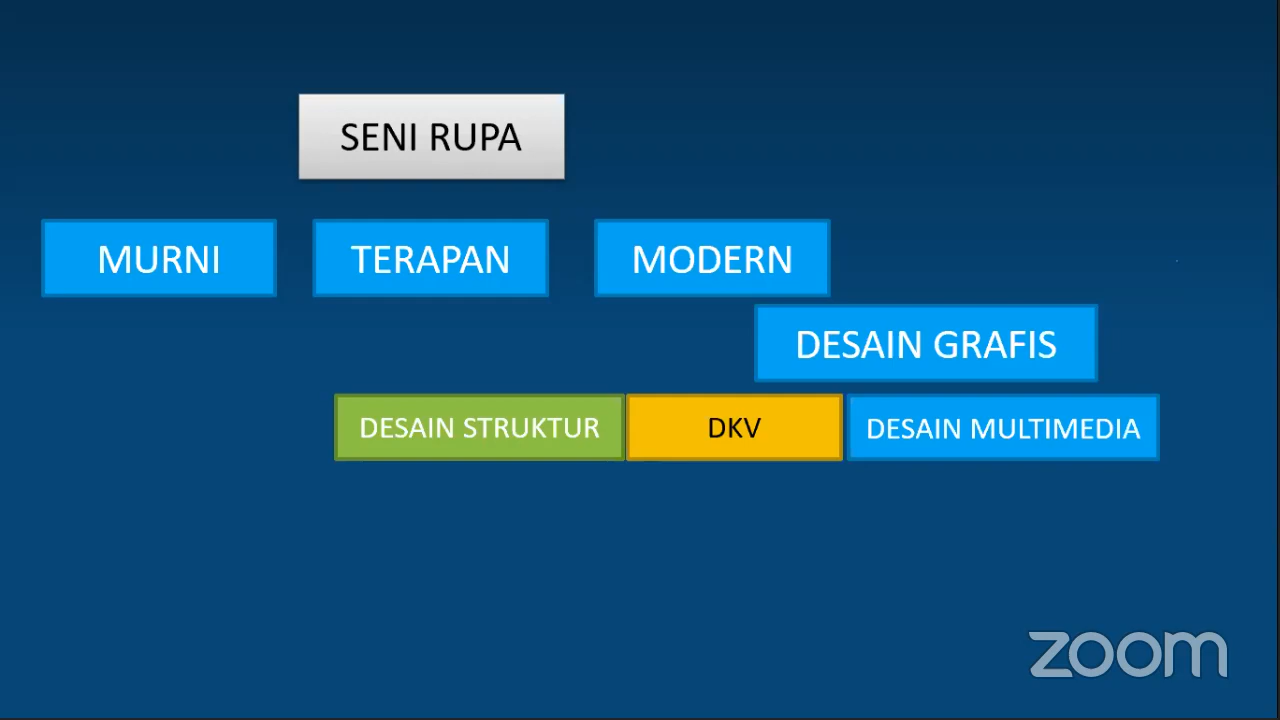 SENI RUPA
MURNI
TERAPAN
MODERN
DESAIN GRAFIS
DESAIN STRUKTUR
DKV
DESAIN MULTIMEDIA
zoom